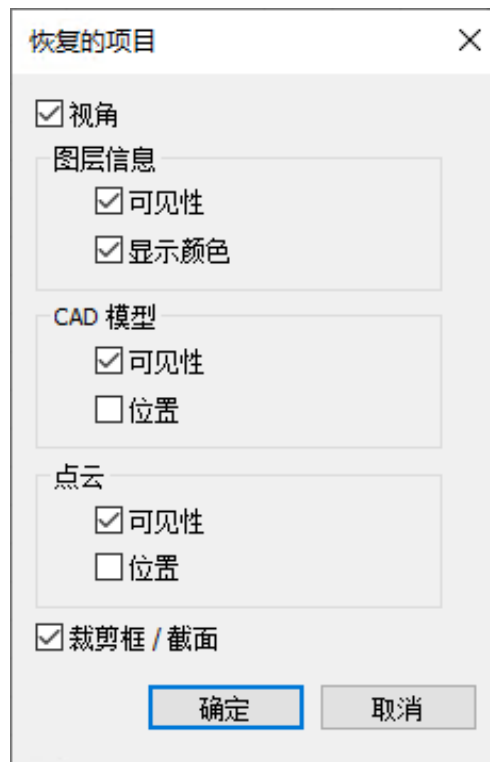 恢复的项目
视角
图层信息
可见性
显示颜色
CAD 模型
可见性
位置
点云
可见性
位置
裁剪框 / 截面
确定 取消